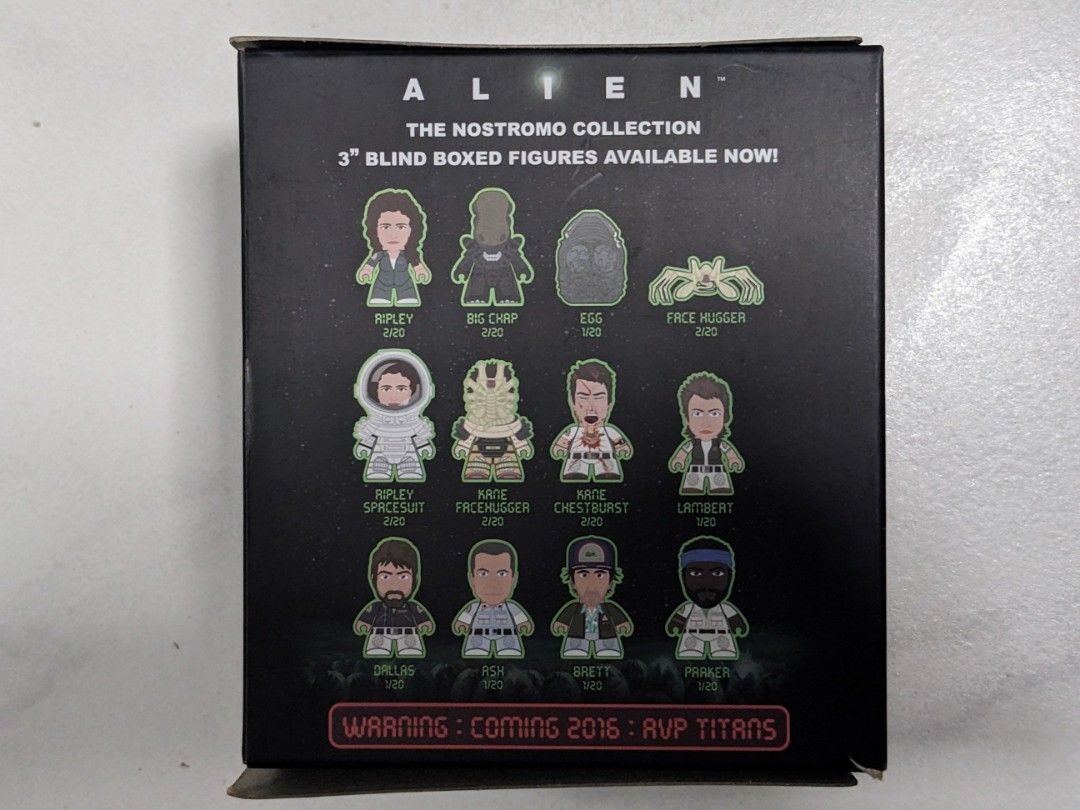 ALIEN™
THE NOSTROMO COLLECTION
3" BLIND BOXED FIGURES AVAILABLE NOW!
RIPLEY
2/20
BIG CHAP
2/20
EGG
1/20
FACE HUGGER
2/20
RIPLEY
SPACESUIT
2/20
KANE
FACEHUGGER
2/20
KANE
CHESTBURST
2/20
LAMBERT
1/20
DALLAS
1/20
ASH
1/20
BRETT
1/20
PARKER
1/20
WARNING : COMING 2016 : AVP TITANS